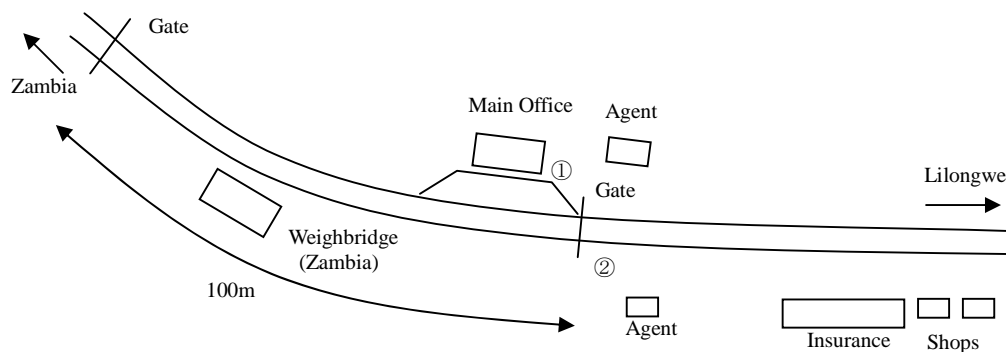 Gate
Zambia
Main Office
Agent
①
Gate
Lilongwe
Weighbridge
(Zambia)
②
100m
Agent
Insurance
Shops